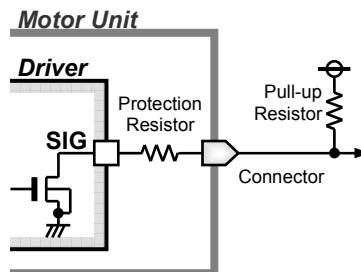 Motor Unit
Driver
Protection
Resistor
Pull-up
Resistor
SIG
Connector